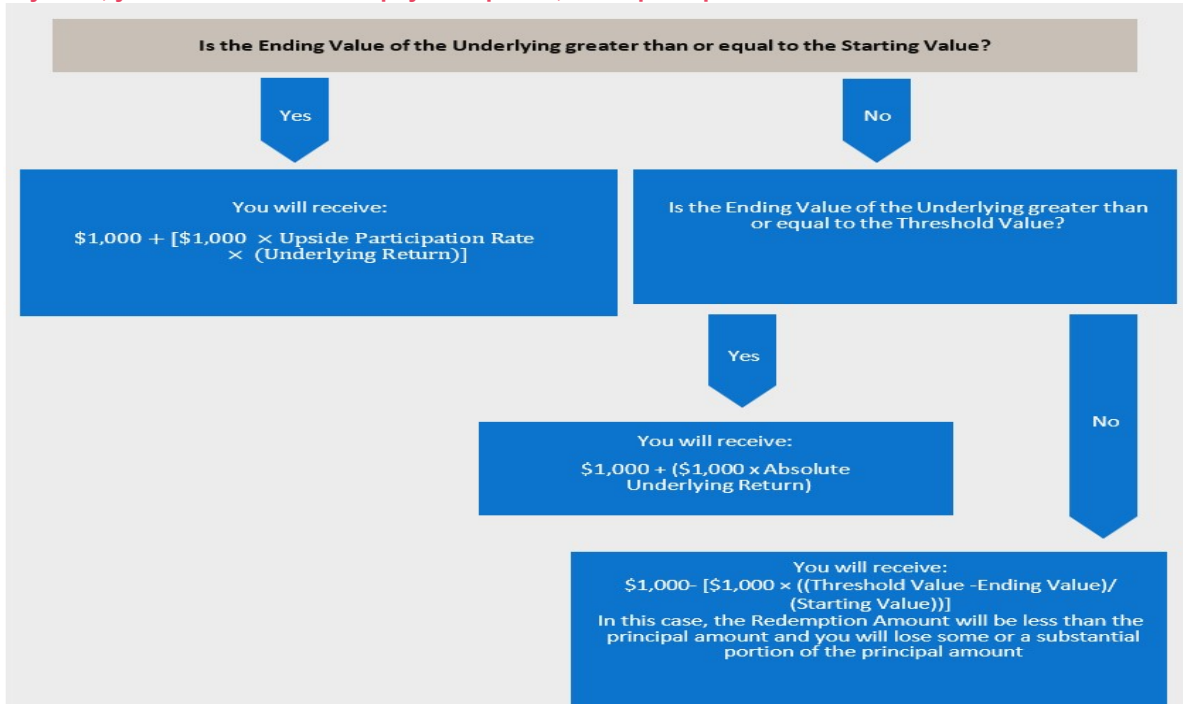 Is the Ending Value of the Underlying greater than or equal to the Starting Value?
Yes
No
You will receive:
$1,000 + [$1,000 × Upside Participation Rate
× (Underlying Return)]
Is the Ending Value of the Underlying greater than
or equal to the Threshold Value?
Yes
No
You will receive:
$1,000 + ($1,000 x Absolute
Underlying Return)
You will receive:
$1,000- [$1,000 × ((Threshold Value -Ending Value)/
(Starting Value))]
In this case, the Redemption Amount will be less than the
principal amount and you will lose some or a substantial
portion of the principal amount